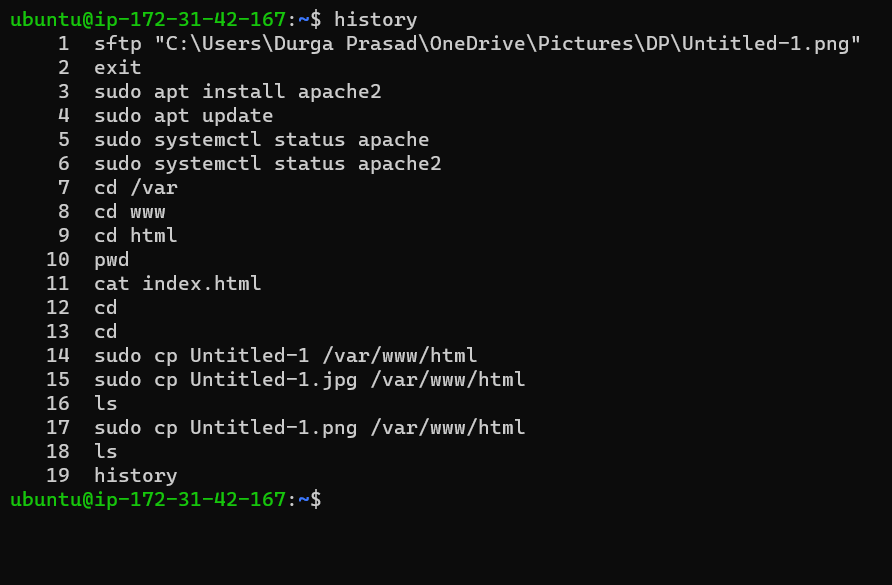 ubuntu@ip-172-31-42-167:~$ history
1 sftp "C:\Users\Durga Prasad\OneDrive\Pictures\DP\Untitled-1.png"
2 exit
3 sudo apt install apache2
4 sudo apt update
5 sudo systemctl status apache
6 sudo systemctl status apache2
7 cd /var
8 cd www
9 cd html
10 pwd
11 cat index.html
12 cd
13 cd
14 sudo cp Untitled-1 /var/www/html
15 sudo cp Untitled-1.jpg /var/www/html
16 ls
17 sudo cp Untitled-1.png /var/www/html
18 ls
19 history
ubuntu@ip-172-31-42-167:~$